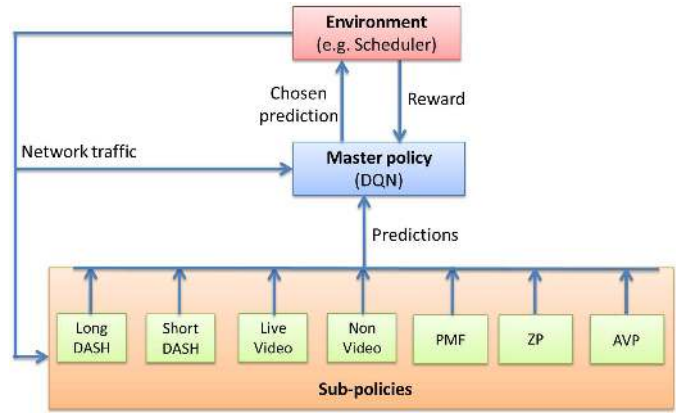 Environment
(e.g. Scheduler)
Chosen
prediction
Reward
Network traffic
Master policy
(DQN)
Predictions
Long
DASH
Short
DASH
Live
Video
Non
Video
PMF
ZP
AVP
Sub-policies